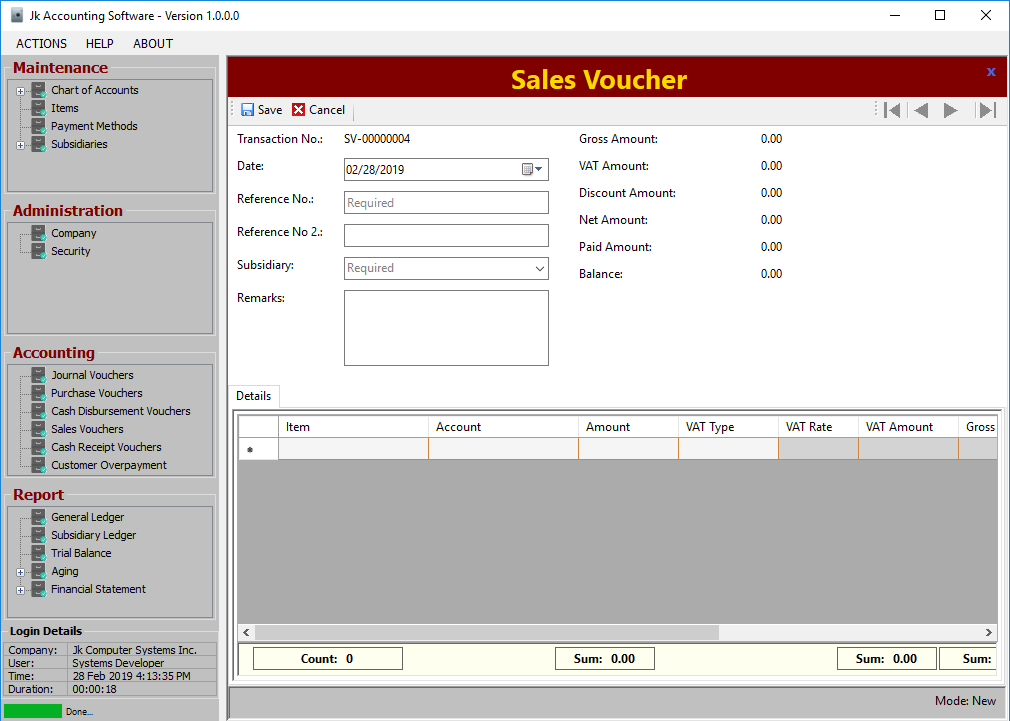 Jk Accounting Software - Version 1.0.0.0
ACTIONS HELP ABOUT
Maintenance
Chart of Accounts
Items
Payment Methods
Subsidiaries
Administration
Company
Security
Accounting
Journal Vouchers
Purchase Vouchers
Cash Disbursement Vouchers
Sales Vouchers
Cash Receipt Vouchers
Customer Overpayment
Report
General Ledger
Subsidiary Ledger
Trial Balance
Aging
Financial Statement
Login Details
Company: Jk Computer Systems Inc.
User: Systems Developer
Time: 28 Feb 2019 4:13:35 PM
Duration: 00:00:18
Done...
Sales Voucher
x
Save Cancel
Transaction No.: SV-00000004
Date: 02/28/2019
Reference No.: Required
Reference No 2.:
Subsidiary: Required
Remarks:
Gross Amount: 0.00
VAT Amount: 0.00
Discount Amount: 0.00
Net Amount: 0.00
Paid Amount: 0.00
Balance: 0.00
Details
Item Account Amount VAT Type VAT Rate VAT Amount Gross
Count: 0 Sum: 0.00 Sum: 0.00 Sum:
Mode: New